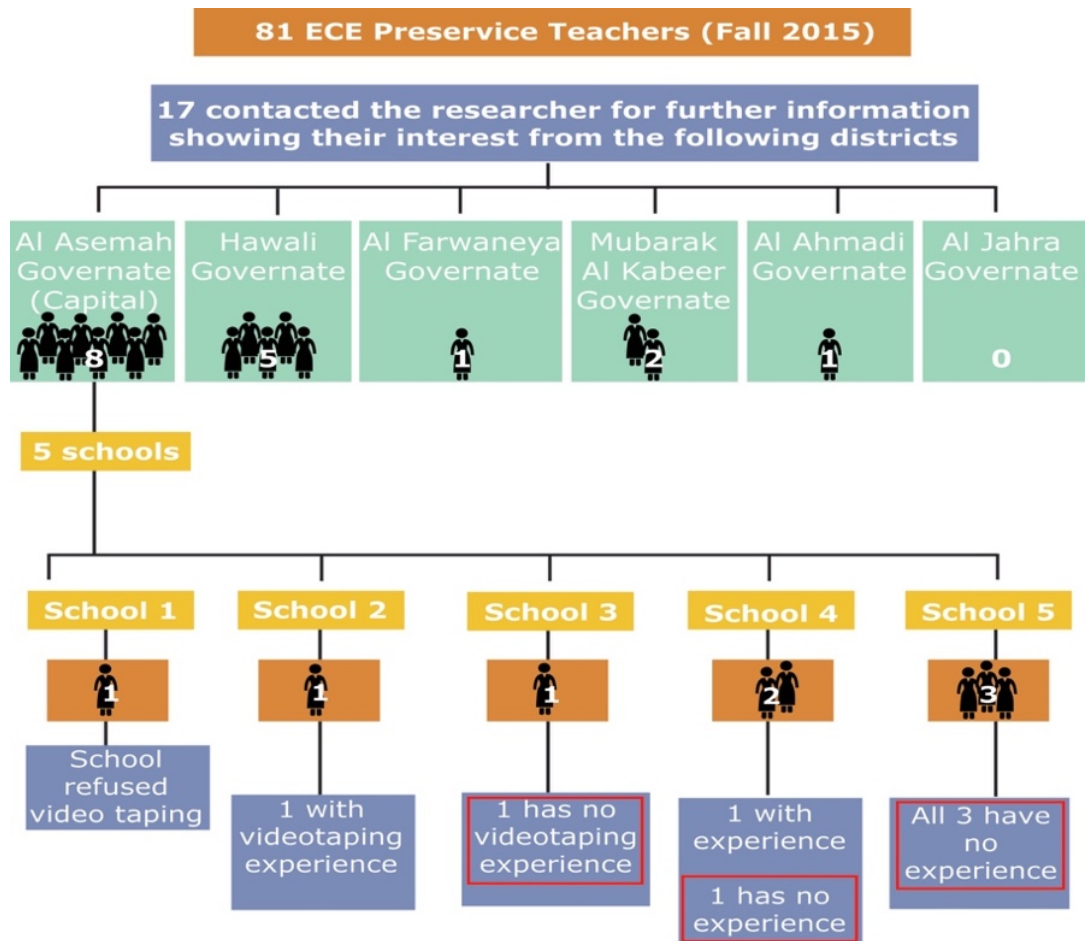 81 ECE Preservice Teachers (Fall 2015)
17 contacted the researcher for further information
showing their interest from the following districts
Al Asemah
Governate
(Capital)
8
Hawali
Governate
5
Al Farwaneya
Governate
1
Mubarak
Al Kabeer
Governate
2
Al Ahmadi
Governate
1
Al Jahra
Governate
0
5 schools
School 1
1
School
refused
video taping
School 2
1
1 with
videotaping
experience
School 3
1
1 has no
videotaping
experience
School 4
2
1 with
experience
1 has no
experience
School 5
3
All 3 have
no
experience